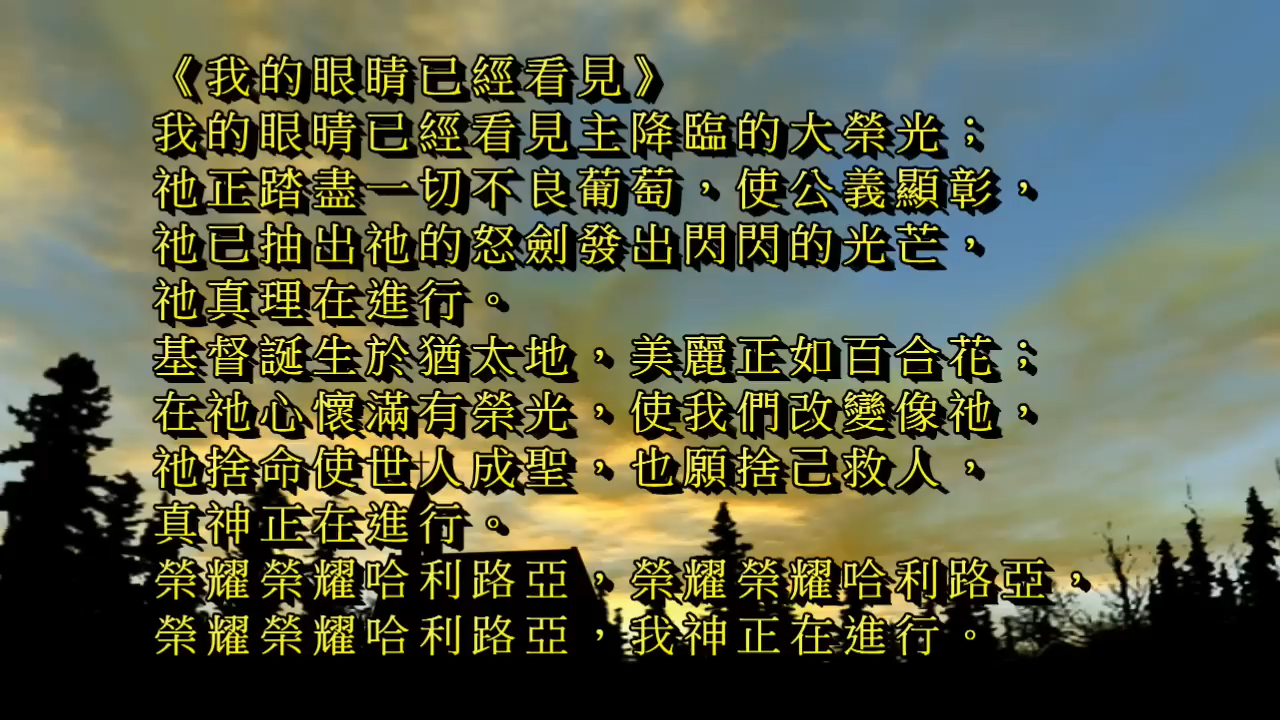 《我的眼睛已經看見》
我的眼睛已經看見主降臨的大榮光；
祂正踏盡一切不良葡萄，使公義顯彰，
祂已抽出祂的怒劍發出閃閃的光芒，
祂真理在進行。
基督誕生於猶太地，美麗正如百合花；
在祂心懷滿有榮光，使我們改變像祂，
祂捨命使世人成聖，也願捨己救人，
真神正在進行。
榮耀榮耀哈利路亞，榮耀榮耀哈利路亞，
榮耀榮耀哈利路亞，我神正在進行。